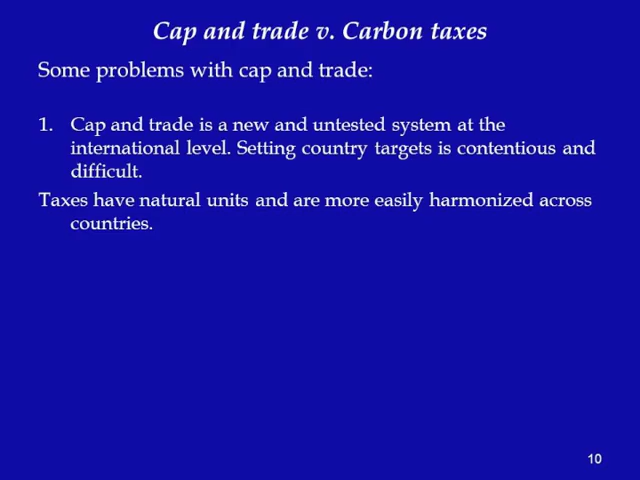 Cap and trade v. Carbon taxes
Some problems with cap and trade:
1. Cap and trade is a new and untested system at the
international level. Setting country targets is contentious and
difficult.
Taxes have natural units and are more easily harmonized across
countries.
10